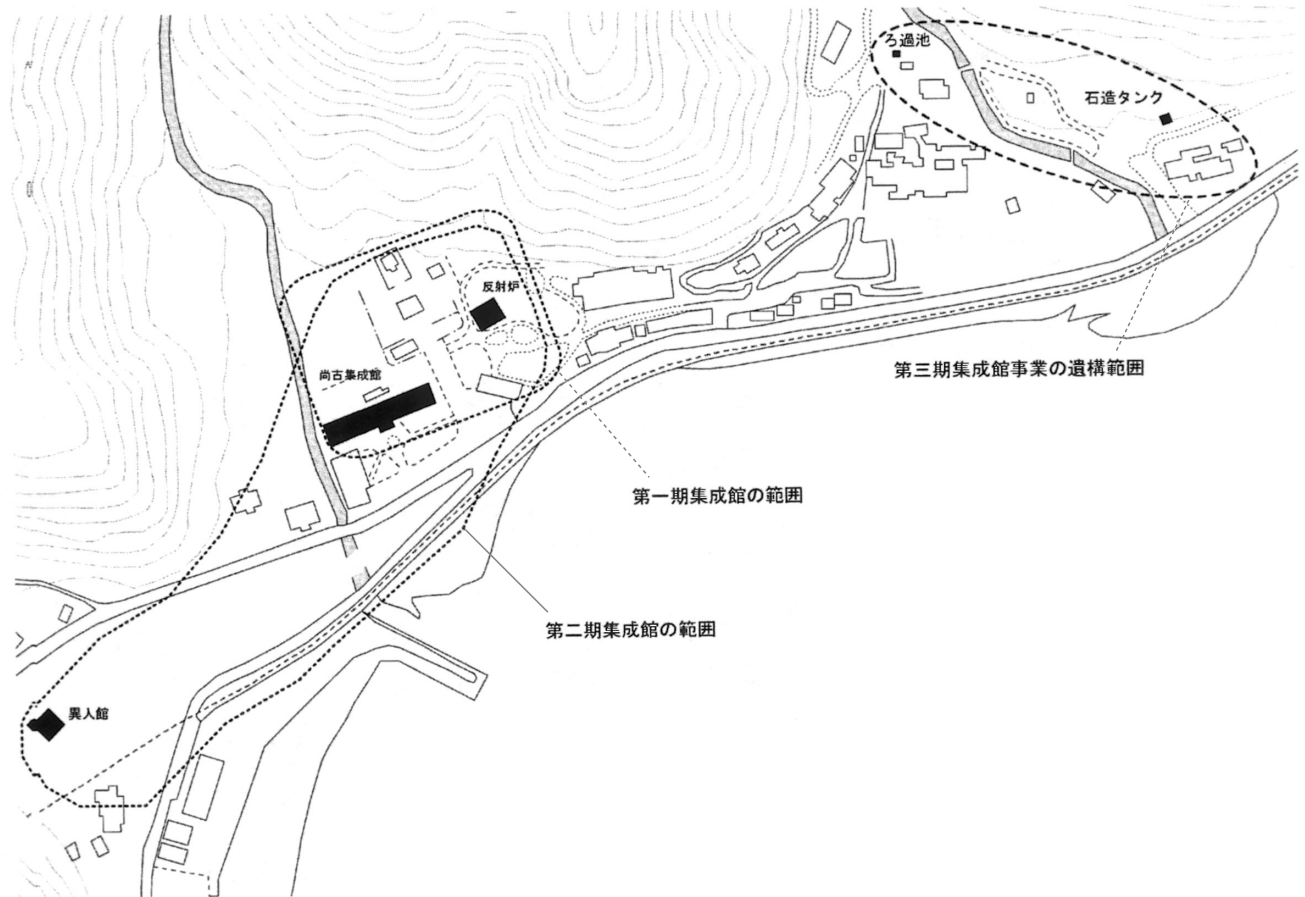 ろ過池
石造タンク
反射炉
尚古集成館
第三期集成館事業の遺構範囲
第一期集成館の範囲
第二期集成館の範囲
異人館